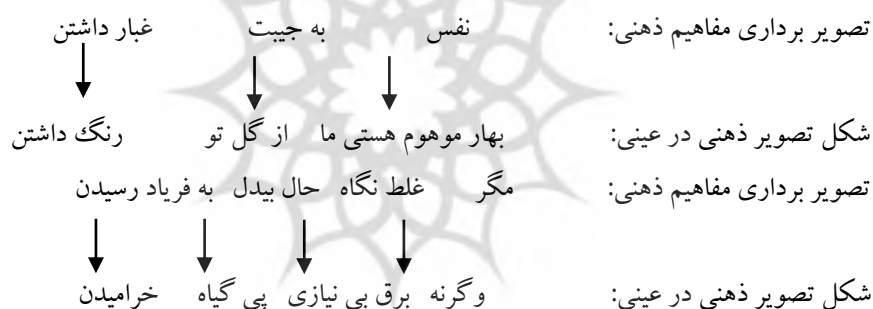 تصویر برداری مفاهیم ذهنی: نفس به جیبت غبار داشتن
شکل تصویر ذهنی در عینی: بهار موهوم هستی ما از گل تو رنگ داشتن
تصویر برداری مفاهیم ذهنی: مگر غلط نگاه حال بیدل به فریاد رسیدن
شکل تصویر ذهنی در عینی: وگرنه برق بی نیازی پی گیاه خرامیدن